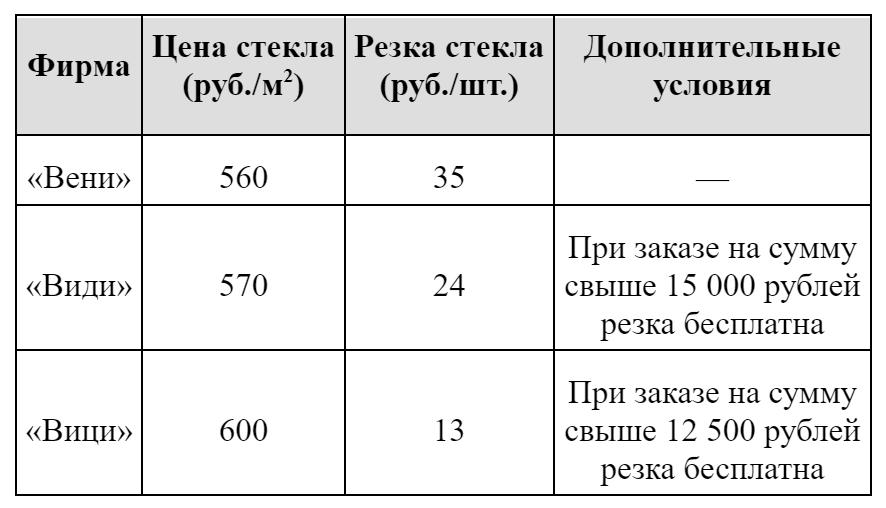 Фирма
Цена стекла
(руб./м²)
Резка стекла
(руб./шт.)
Дополнительные
условия
«Вени»
560
35
—
«Види»
570
24
При заказе на сумму
свыше 15 000 рублей
резка бесплатна
«Вици»
600
13
При заказе на сумму
свыше 12 500 рублей
резка бесплатна